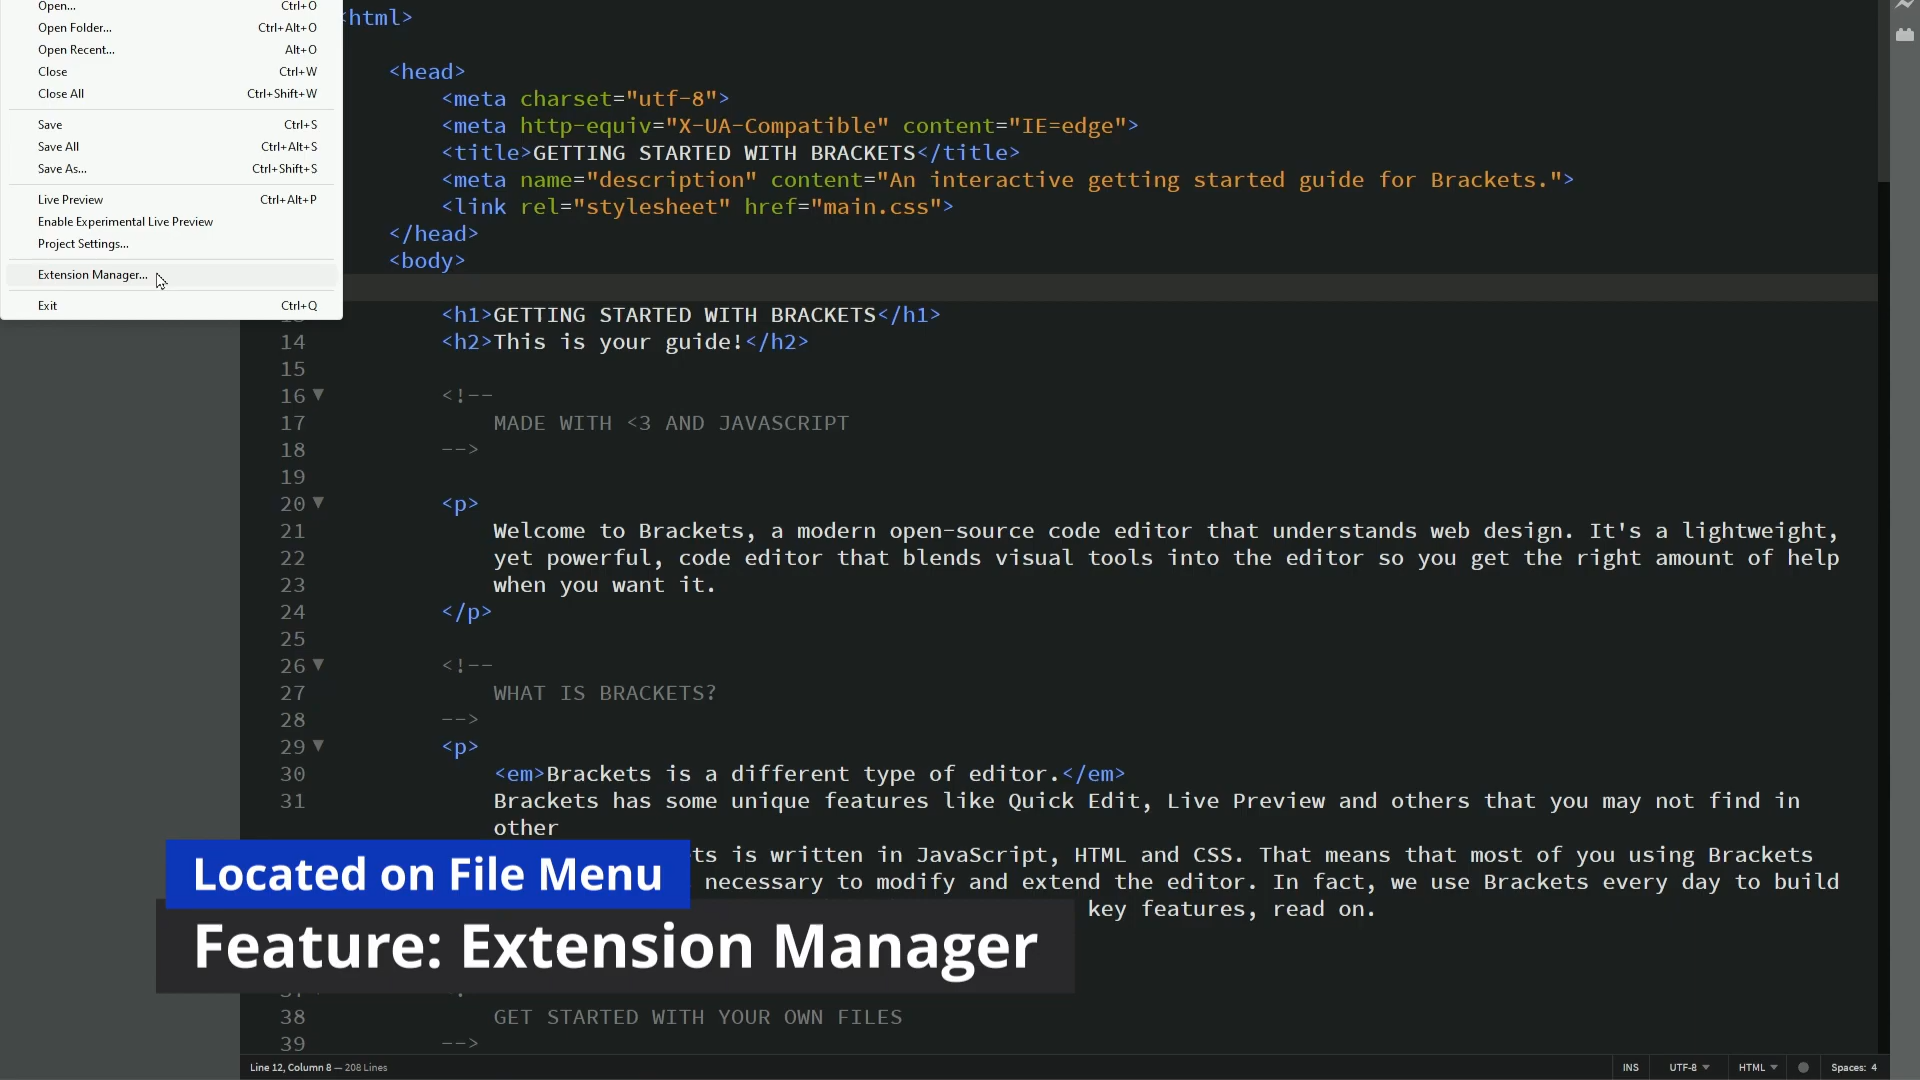 Open... Ctrl+O
Open Folder... Ctrl+Alt+O
Open Recent... Alt+O
Close Ctrl+W
Close All Ctrl+Shift+W
Save Ctrl+S
Save All Ctrl+Alt+S
Save As... Ctrl+Shift+S
Live Preview Ctrl+Alt+P
Enable Experimental Live Preview
Project Settings...
Extension Manager...
Exit Ctrl+Q
<html>
<head>
<meta charset="utf-8">
<meta http-equiv="X-UA-Compatible" content="IE=edge">
<title>GETTING STARTED WITH BRACKETS</title>
<meta name="description" content="An interactive getting started guide for Brackets.">
<link rel="stylesheet" href="main.css">
</head>
<body>
<h1>GETTING STARTED WITH BRACKETS</h1>
14 <h2>This is your guide!</h2>
15
16 <!--
17 MADE WITH <3 AND JAVASCRIPT
18 -->
19
20 <p>
21 Welcome to Brackets, a modern open-source code editor that understands web design. It's a lightweight,
22 yet powerful, code editor that blends visual tools into the editor so you get the right amount of help
23 when you want it.
24 </p>
25
26 <!--
27 WHAT IS BRACKETS?
28 -->
29 <p>
30 <em>Brackets is a different type of editor.</em>
31 Brackets has some unique features like Quick Edit, Live Preview and others that you may not find in
other
is written in JavaScript, HTML and CSS. That means that most of you using Brackets
necessary to modify and extend the editor. In fact, we use Brackets every day to build
key features, read on.
Located on File Menu
Feature: Extension Manager
38 GET STARTED WITH YOUR OWN FILES
39 -->
Line 12, Column 8 — 208 Lines
INS UTF-8 HTML Spaces: 4